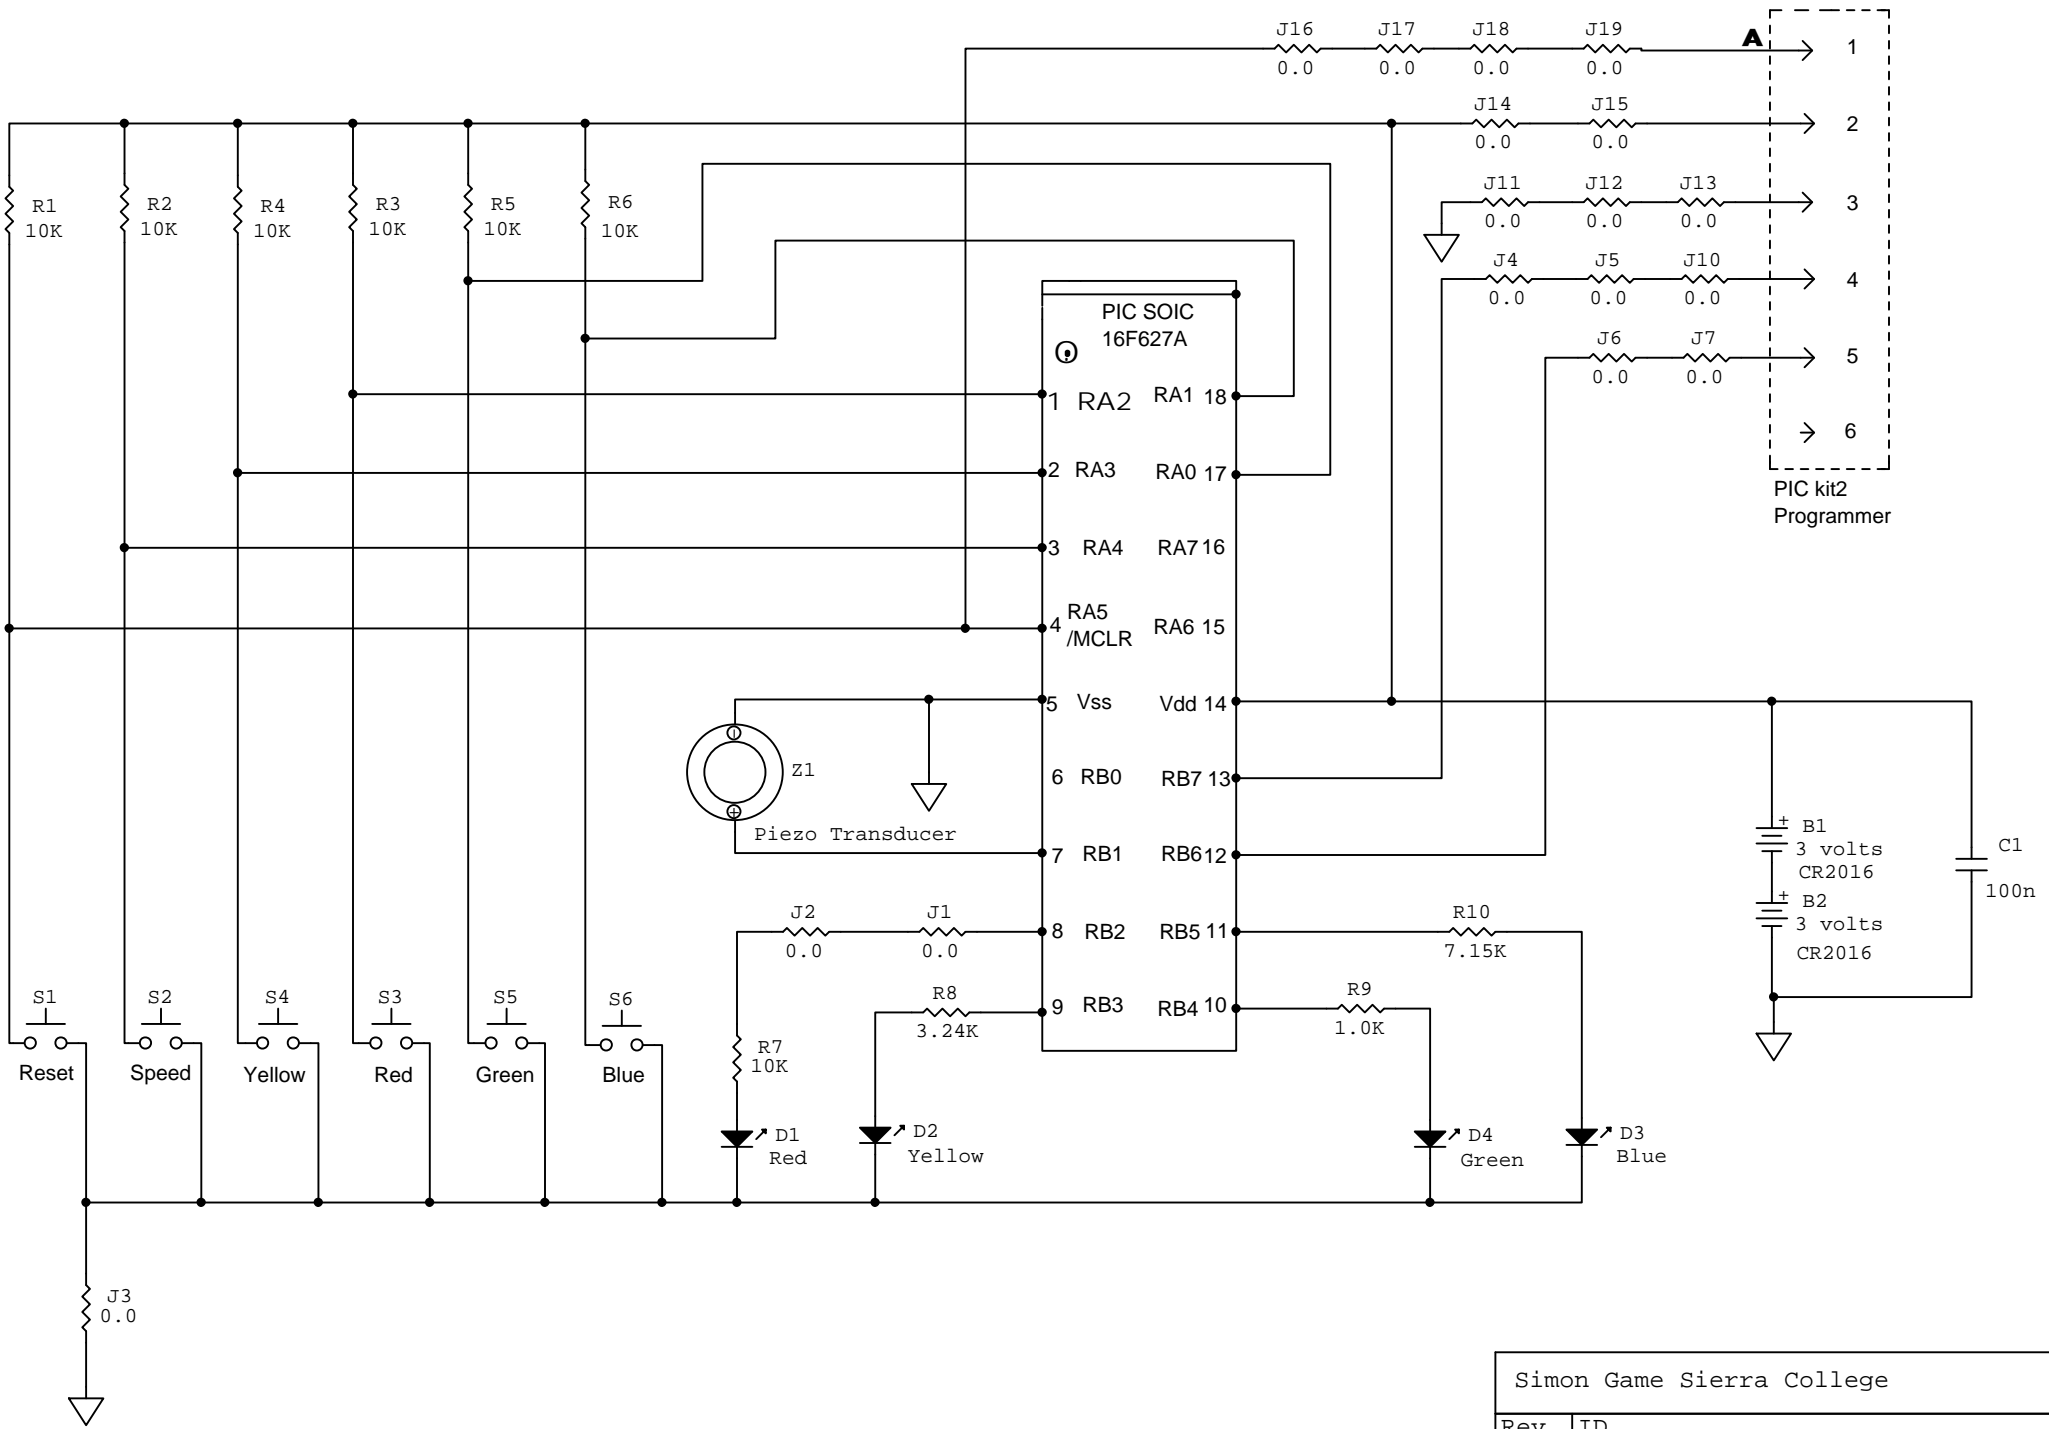 J16 J17 J18 J19
A
1
0.0 0.0 0.0 0.0
J14 J15
2
0.0 0.0
J11 J12 J13
3
0.0 0.0 0.0
J4 J5 J10
4
0.0 0.0 0.0
J6 J7
5
0.0 0.0
6
PIC kit2
Programmer
R1
10K
R2
10K
R4
10K
R3
10K
R5
10K
R6
10K
PIC SOIC
16F627A
1 RA2 RA1 18
2 RA3 RA0 17
3 RA4 RA7 16
RA5
4 /MCLR RA6 15
5 Vss Vdd 14
6 RB0 RB7 13
7 RB1 RB6 12
8 RB2 RB5 11
9 RB3 RB4 10
Z1
Piezo Transducer
+ B1
3 volts
CR2016
+ B2
3 volts
CR2016
C1
100n
J2 J1
0.0 0.0
R10
7.15K
R8
3.24K
R9
1.0K
R7
10K
S1 S2 S4 S3 S5 S6
Reset Speed Yellow Red Green Blue
D1
Red
D2
Yellow
D4
Green
D3
Blue
J3
0.0
Simon Game Sierra College
Rev ID